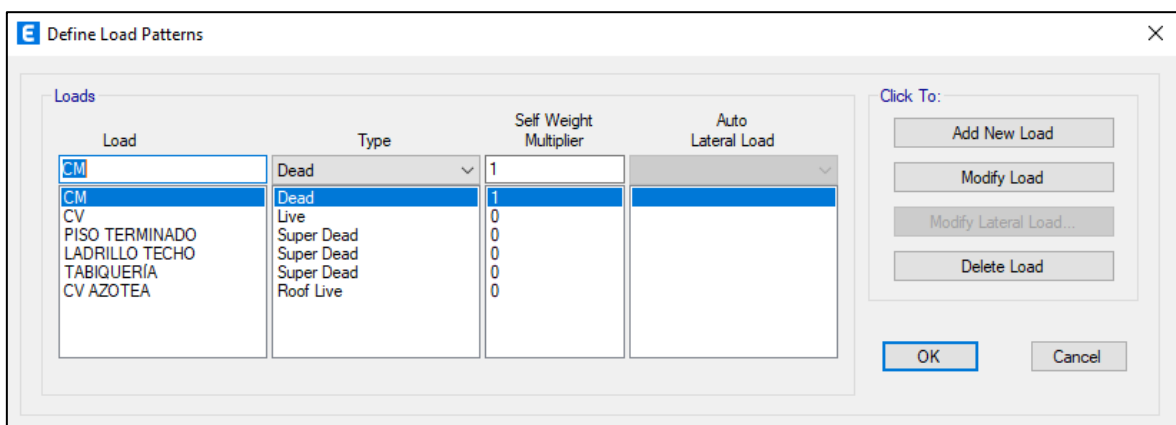 E Define Load Patterns
Loads
Click To:
Load Type Self Weight Multiplier Auto Lateral Load
CM Dead 1
CM Dead 1
CV Live 0
PISO TERMINADO Super Dead 0
LADRILLO TECHO Super Dead 0
TABIQUERÍA Super Dead 0
CV AZOTEA Roof Live 0
Add New Load
Modify Load
Modify Lateral Load...
Delete Load
OK Cancel